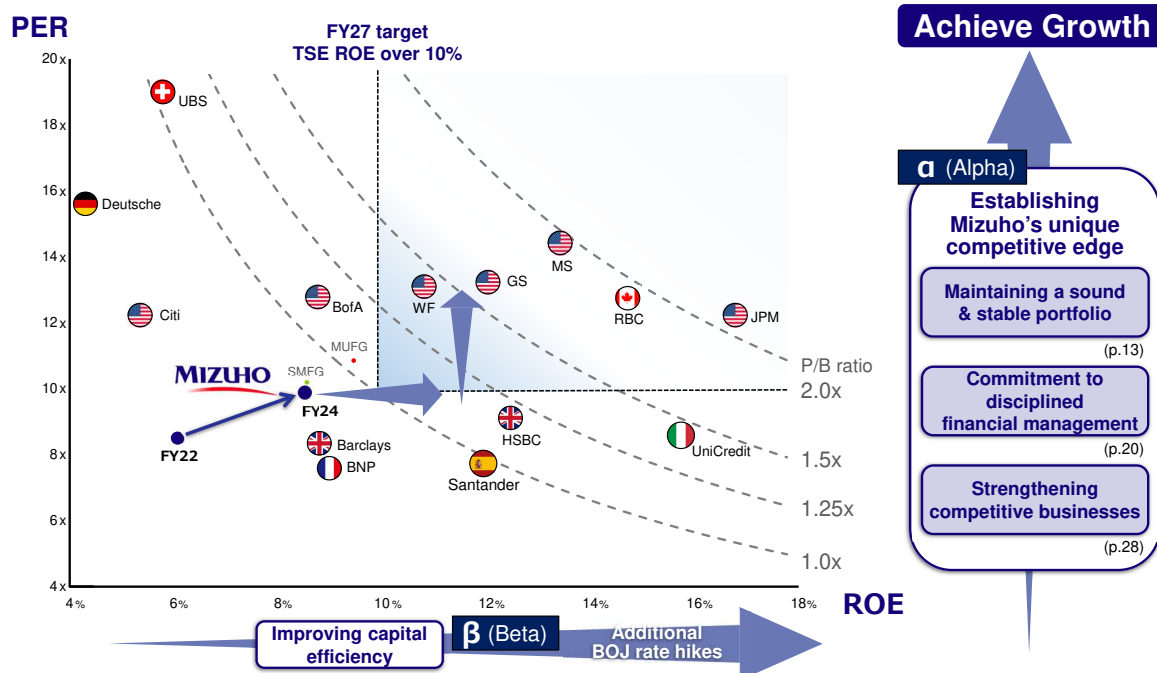 PER
FY27 target
TSE ROE over 10%
20x
18x
16x
14x
12x
10x
8x
6x
4x
UBS
Deutsche
Citi
BofA
WF
GS
MS
RBC
JPM
MUFG
SMFG
MIZUHO
FY24
FY22
Barclays
BNP
HSBC
Santander
UniCredit
P/B ratio
2.0x
1.5x
1.25x
1.0x
4%
6%
8%
10%
12%
14%
16%
18%
ROE
Improving capital
efficiency
β (Beta)
Additional
BOJ rate hikes
Achieve Growth
α (Alpha)
Establishing
Mizuho's unique
competitive edge
Maintaining a sound
& stable portfolio
(p.13)
Commitment to
disciplined
financial management
(p.20)
Strengthening
competitive businesses
(p.28)